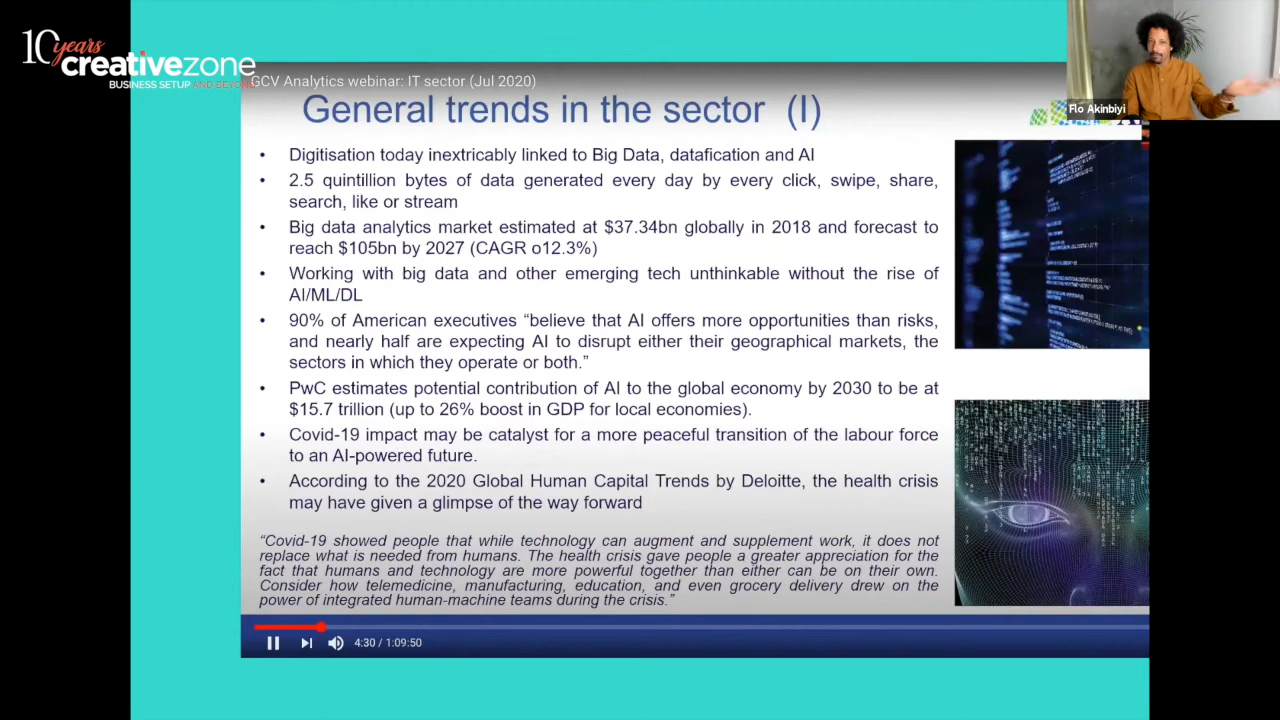 10 years
creativezone
BUSINESS SETUP AND BEYOND
GCV Analytics webinar: IT sector (Jul 2020)
Flo Akinbiyi
General trends in the sector (I)
• Digitisation today inextricably linked to Big Data, datafication and AI
• 2.5 quintillion bytes of data generated every day by every click, swipe, share,
search, like or stream
• Big data analytics market estimated at $37.34bn globally in 2018 and forecast to
reach $105bn by 2027 (CAGR o12.3%)
• Working with big data and other emerging tech unthinkable without the rise of
AI/ML/DL
• 90% of American executives “believe that AI offers more opportunities than risks,
and nearly half are expecting AI to disrupt either their geographical markets, the
sectors in which they operate or both.”
• PwC estimates potential contribution of AI to the global economy by 2030 to be at
$15.7 trillion (up to 26% boost in GDP for local economies).
• Covid-19 impact may be catalyst for a more peaceful transition of the labour force
to an AI-powered future.
• According to the 2020 Global Human Capital Trends by Deloitte, the health crisis
may have given a glimpse of the way forward
“Covid-19 showed people that while technology can augment and supplement work, it does not
replace what is needed from humans. The health crisis gave people a greater appreciation for the
fact that humans and technology are more powerful together than either can be on their own.
Consider how telemedicine, manufacturing, education, and even grocery delivery drew on the
power of integrated human-machine teams during the crisis.”
4:30 / 1:09:50